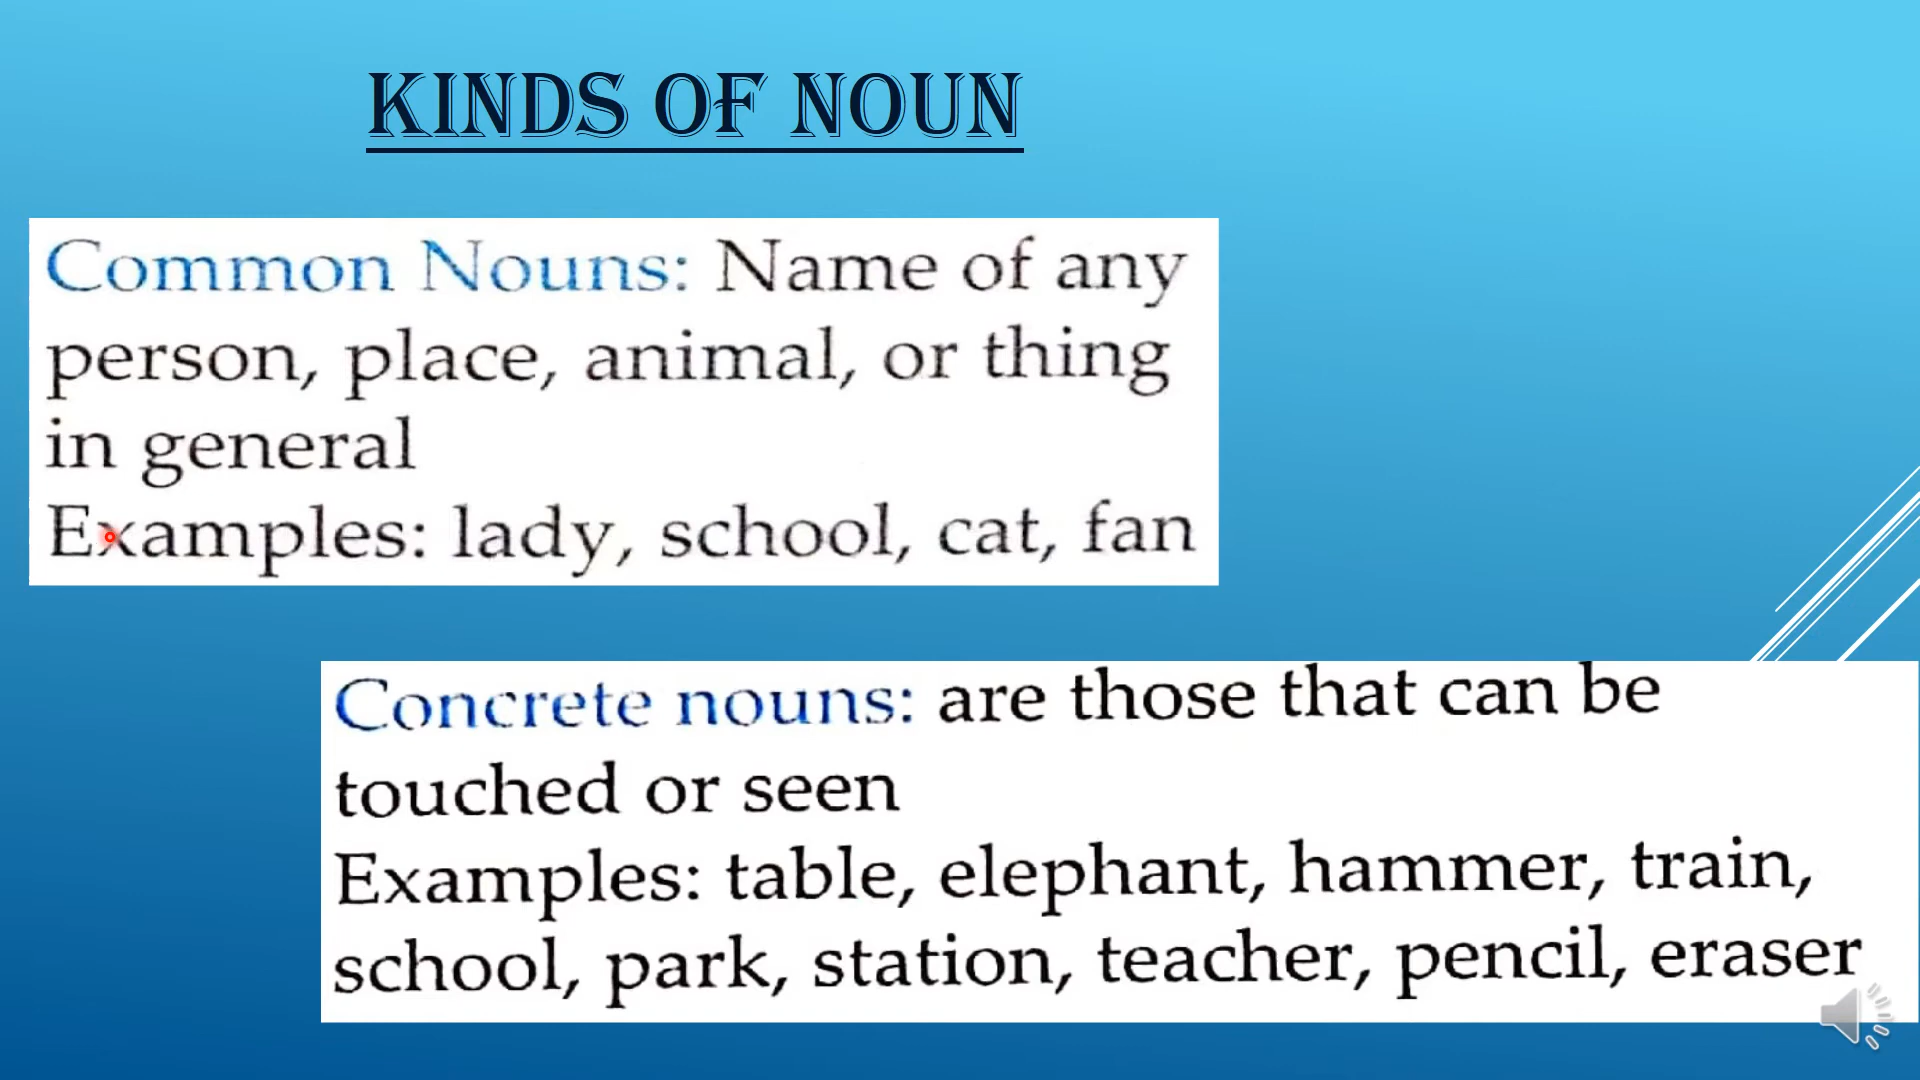 KINDS OF NOUN
Common Nouns: Name of any
person, place, animal, or thing
in general
Examples: lady, school, cat, fan
Concrete nouns: are those that can be
touched or seen
Examples: table, elephant, hammer, train,
school, park, station, teacher, pencil, eraser